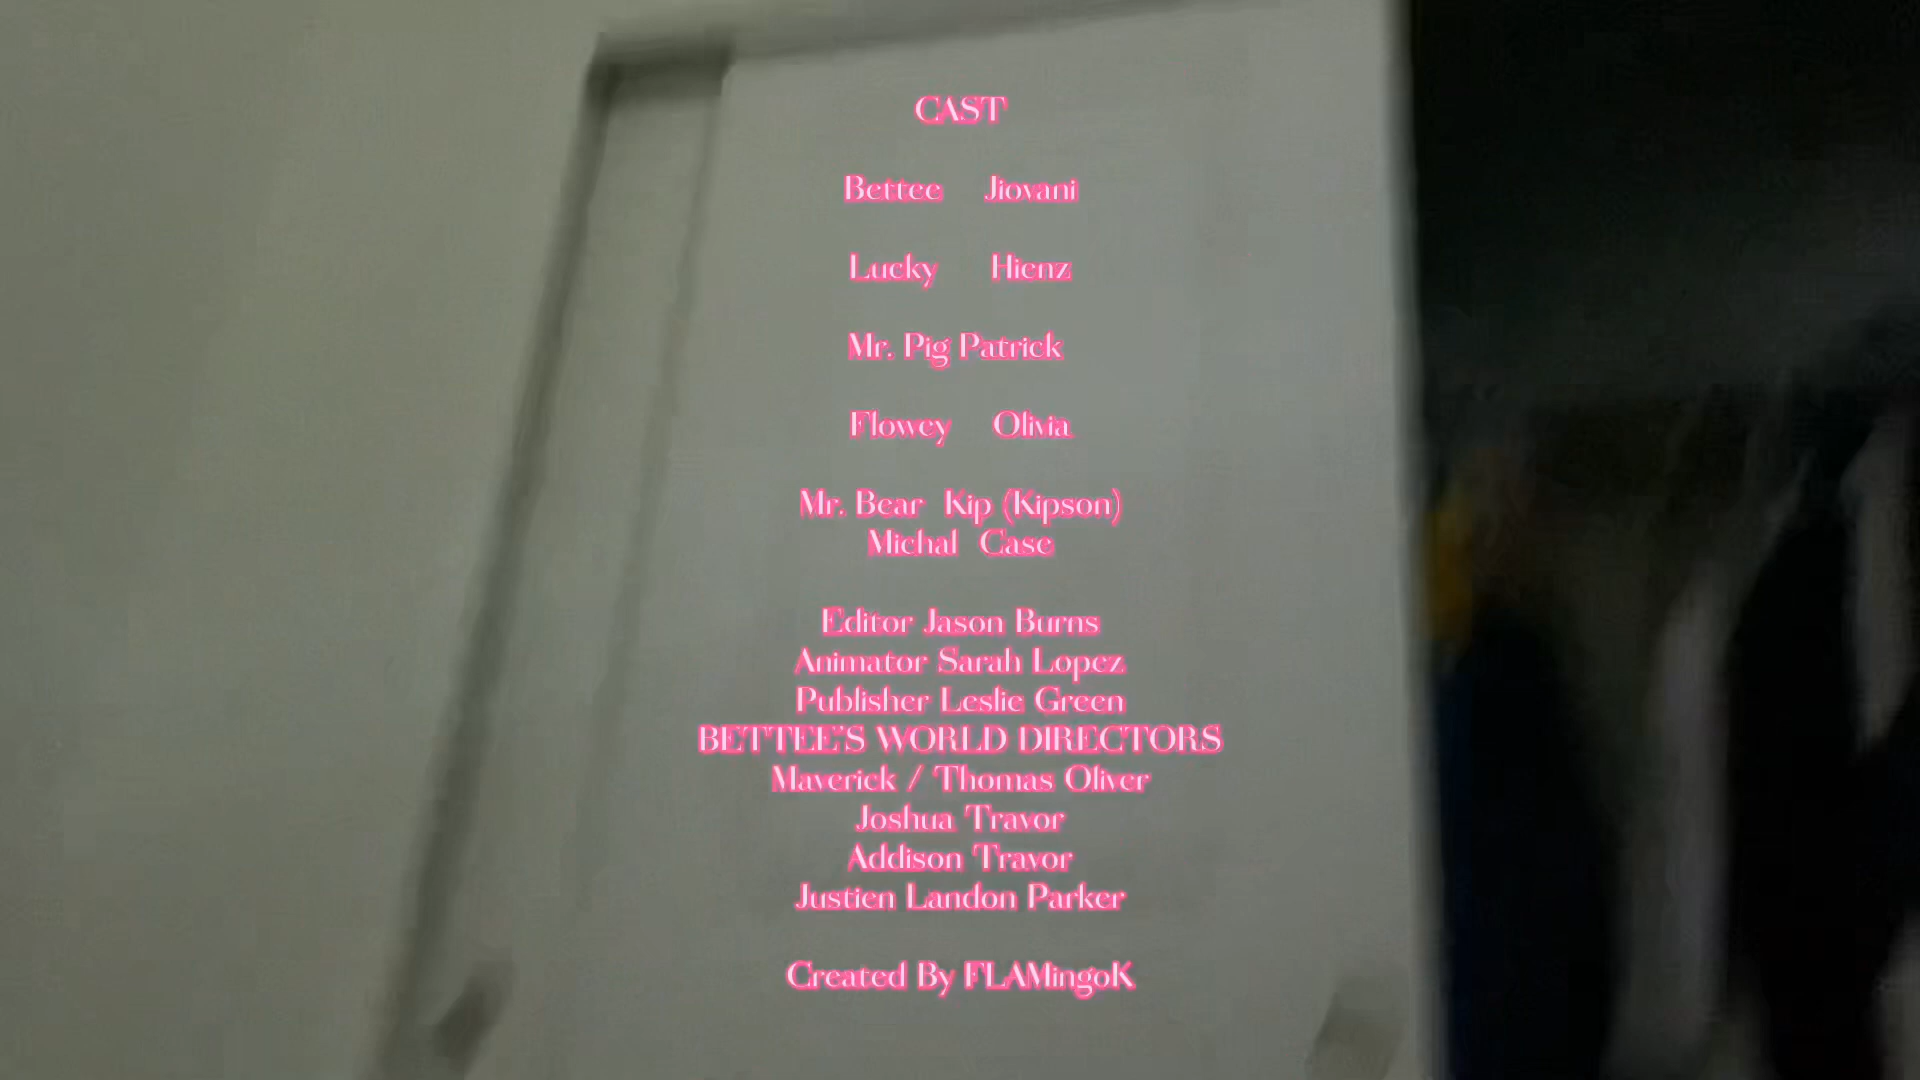 CAST
Bettee Jiovani
Lucky Hienz
Mr. Pig Patrick
Flowey Olivia
Mr. Bear Kip (Kipson)
Michal Case
Editor Jason Burns
Animator Sarah Lopez
Publisher Leslie Green
BETTEE'S WORLD DIRECTORS
Maverick / Thomas Oliver
Joshua Travor
Addison Travor
Justien Landon Parker
Created By FLAMingoK